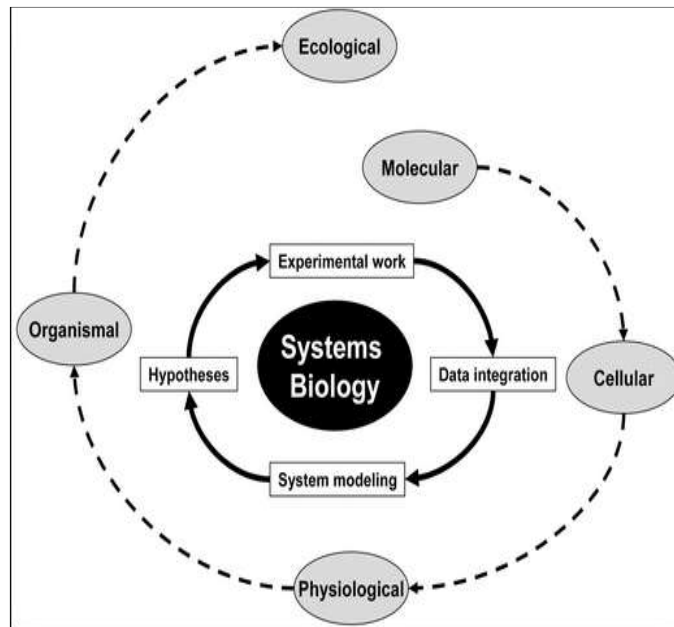 Ecological
Molecular
Experimental work
Organismal
Systems
Biology
Hypotheses
Data integration
Cellular
System modeling
Physiological